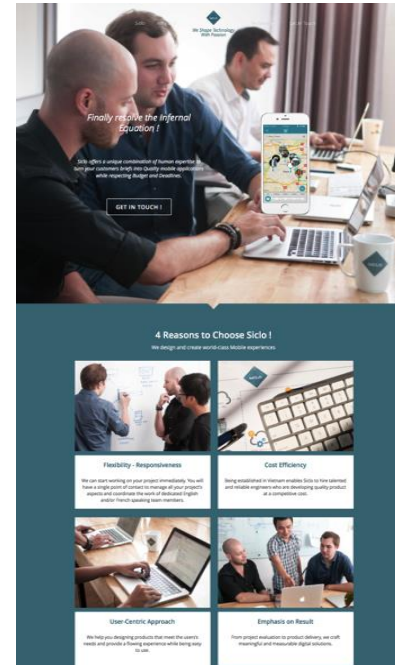 We Shape Technology
With Passion
Finally resolve the Infernal
Equation !
Siclo offers a unique combination of human expertise to
turn your customers briefs into Quality mobile applications
while respecting Budget and Deadlines.
GET IN TOUCH !
4 Reasons to Choose Siclo !
We design and create world-class Mobile experiences
Flexibility - Responsiveness
Cost Efficiency
We can start working on your project immediately. You will
have a single point of contact to manage all your project's
aspects and coordinate the work of dedicated English
and/or French speaking team members.
Being established in Vietnam enables Siclo to hire talented
and reliable engineers who are developing quality product
at a competitive cost.
User-Centric Approach
Emphasis on Result
We help you designing products that meet the user's
needs and provide a flowing experience while being easy
to use.
From project evaluation to product delivery, we craft
meaningful and measurable digital solutions.